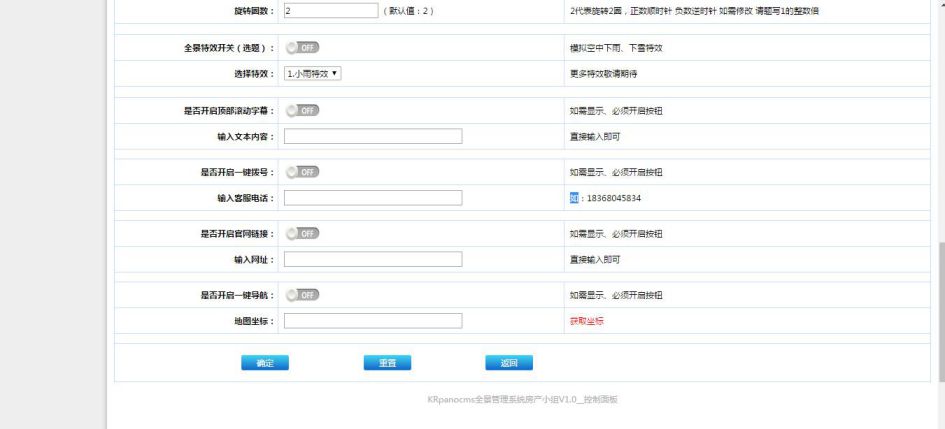 旋转圈数： 2 （默认值：2） 2代表旋转2圈，正数顺时针 负数逆时针 如需修改 请题写1的整数倍
全景特效开关（选题）： OFF 模拟空中下雨、下雪特效
选择特效： 1.小雨特效 更多特效敬请期待
是否开启顶部滚动字幕： OFF 如需显示、必须开启按钮
输入文本内容： 直接输入即可
是否开启一键拨号： OFF 如需显示、必须开启按钮
输入客服电话： 如：18368045834
是否开启官网链接： OFF 如需显示、必须开启按钮
输入网址： 直接输入即可
是否开启一键导航： OFF 如需显示、必须开启按钮
地图坐标： 获取坐标
确定 重置 返回
KRpanocms全景管理系统房产小组V1.0__控制面板